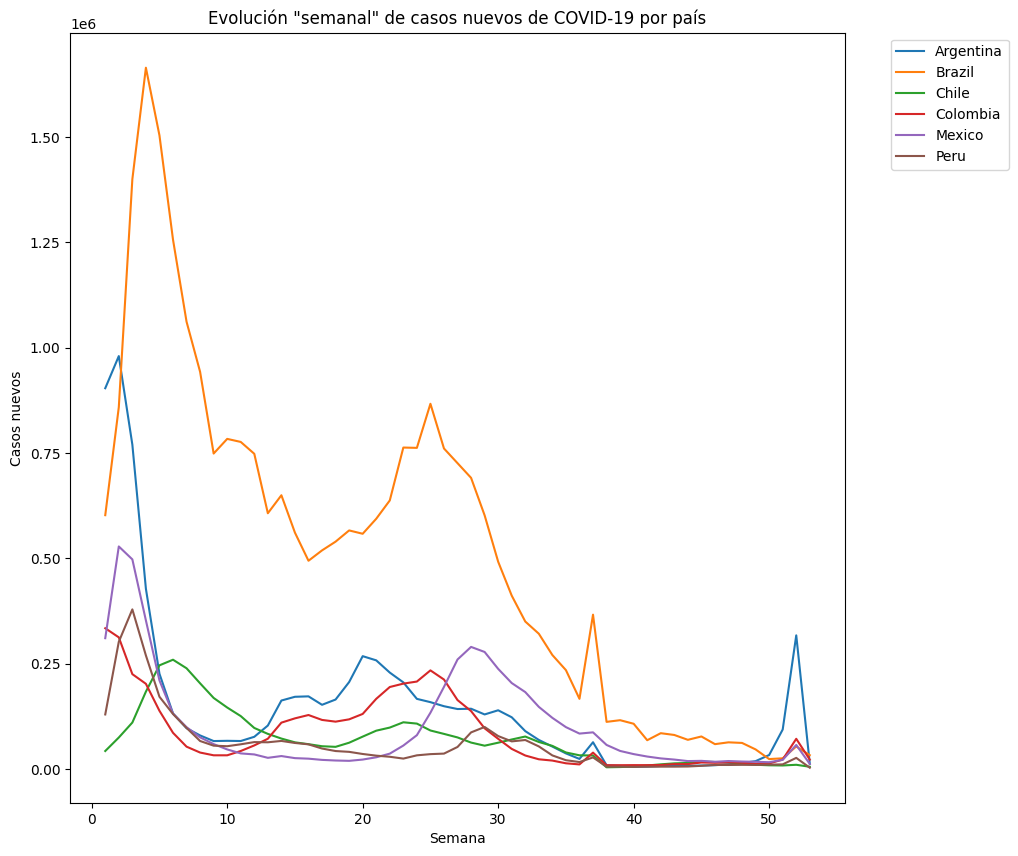 Evolución "semanal" de casos nuevos de COVID-19 por país
1e6
1.50
1.25
1.00
0.75
0.50
0.25
0.00
Casos nuevos
0 10 20 30 40 50
Semana
Argentina
Brazil
Chile
Colombia
Mexico
Peru